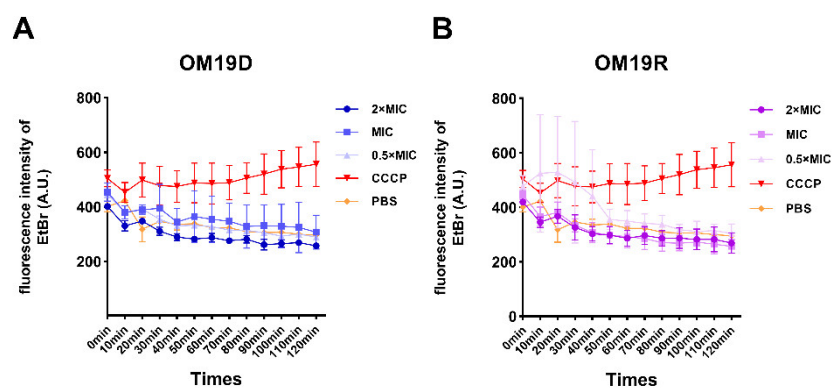 A
OM19D
fluorescence intensity of
EtBr (A.U.)
800
600
400
200
0min
10min
20min
30min
40min
50min
60min
70min
80min
90min
100min
110min
120min
Times
2×MIC
MIC
0.5×MIC
CCCP
PBS
B
OM19R
fluorescence intensity of
EtBr (A.U.)
800
600
400
200
0
0min
10min
20min
30min
40min
50min
60min
70min
80min
90min
100min
110min
120min
Times
2×MIC
MIC
0.5×MIC
CCCP
PBS